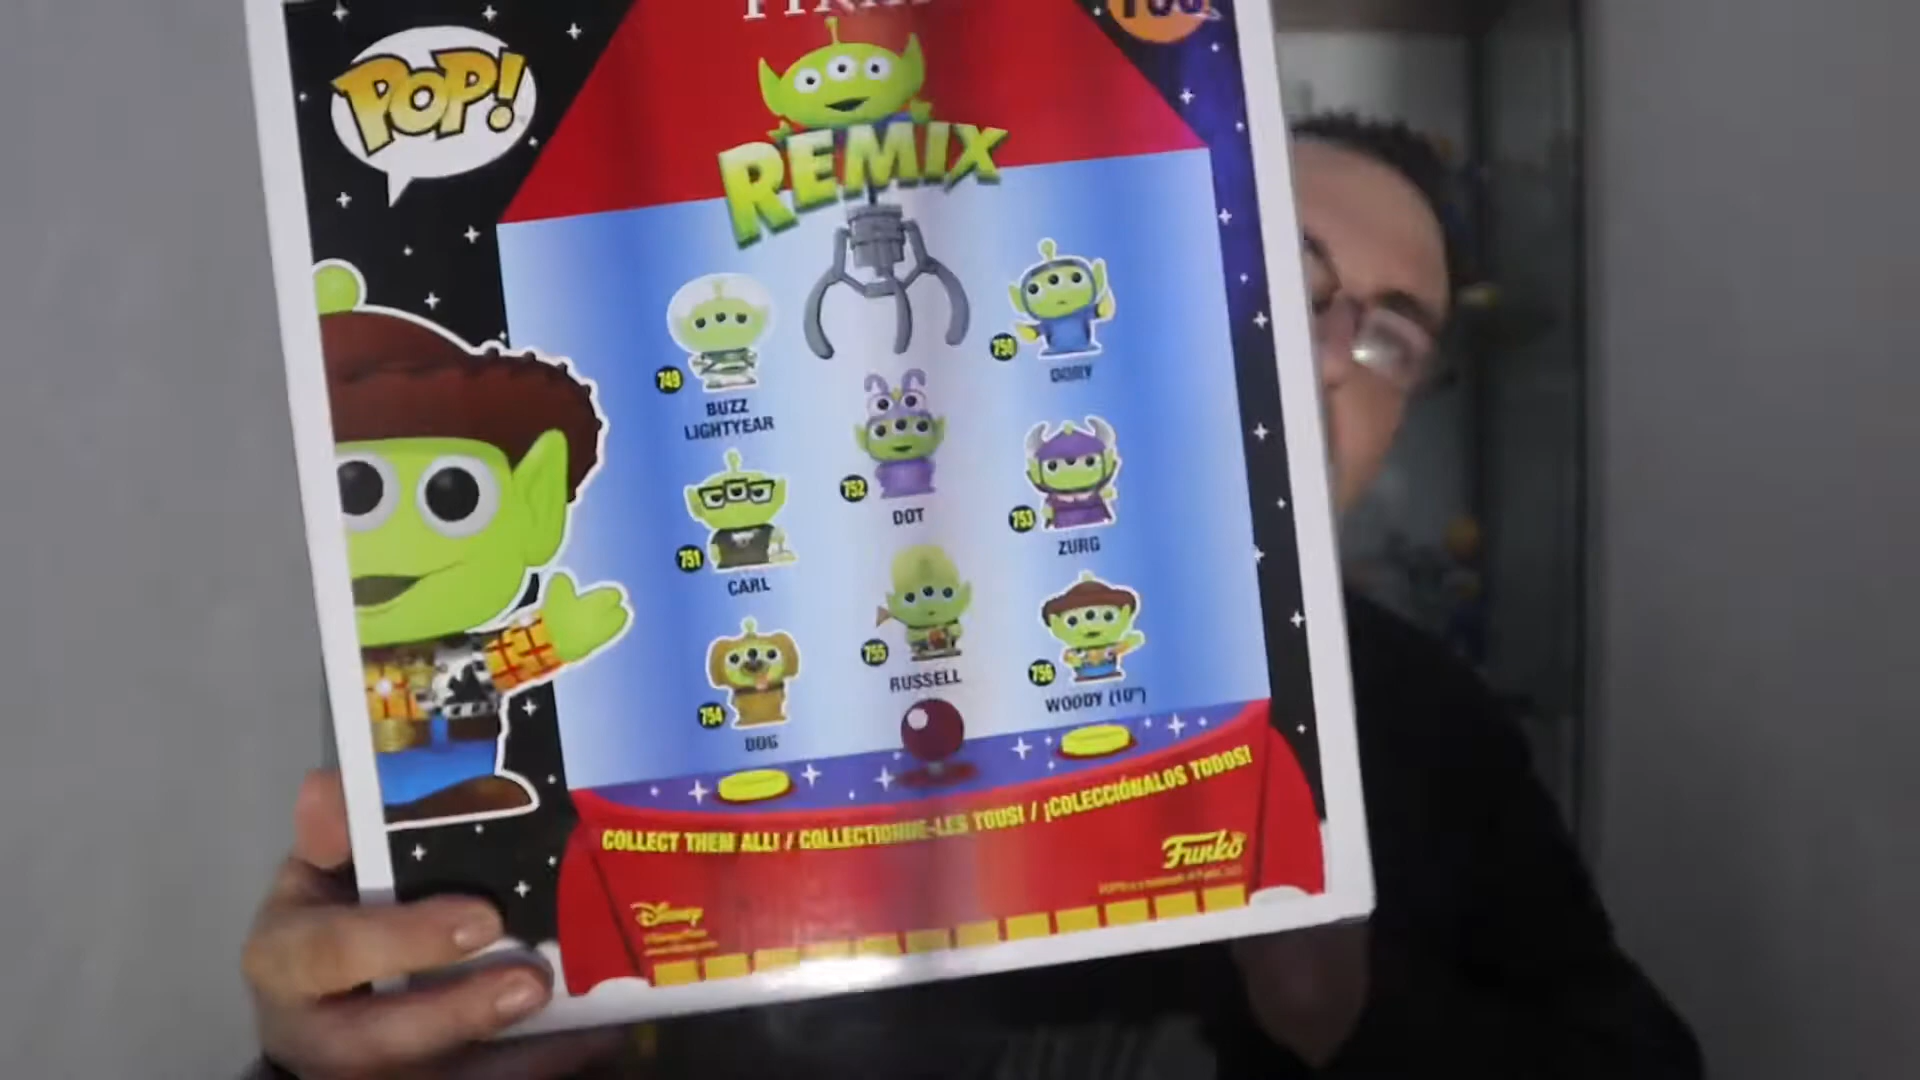 POP!
REMIX
749
BUZZ
LIGHTYEAR
750
DORY
751
CARL
752
DOT
753
ZURG
754
DUG
755
RUSSELL
756
WOODY (10")
COLLECT THEM ALL! / COLLECTIONNE-LES TOUS! / ¡COLECCIÓNALOS TODOS!
Funko
Disney